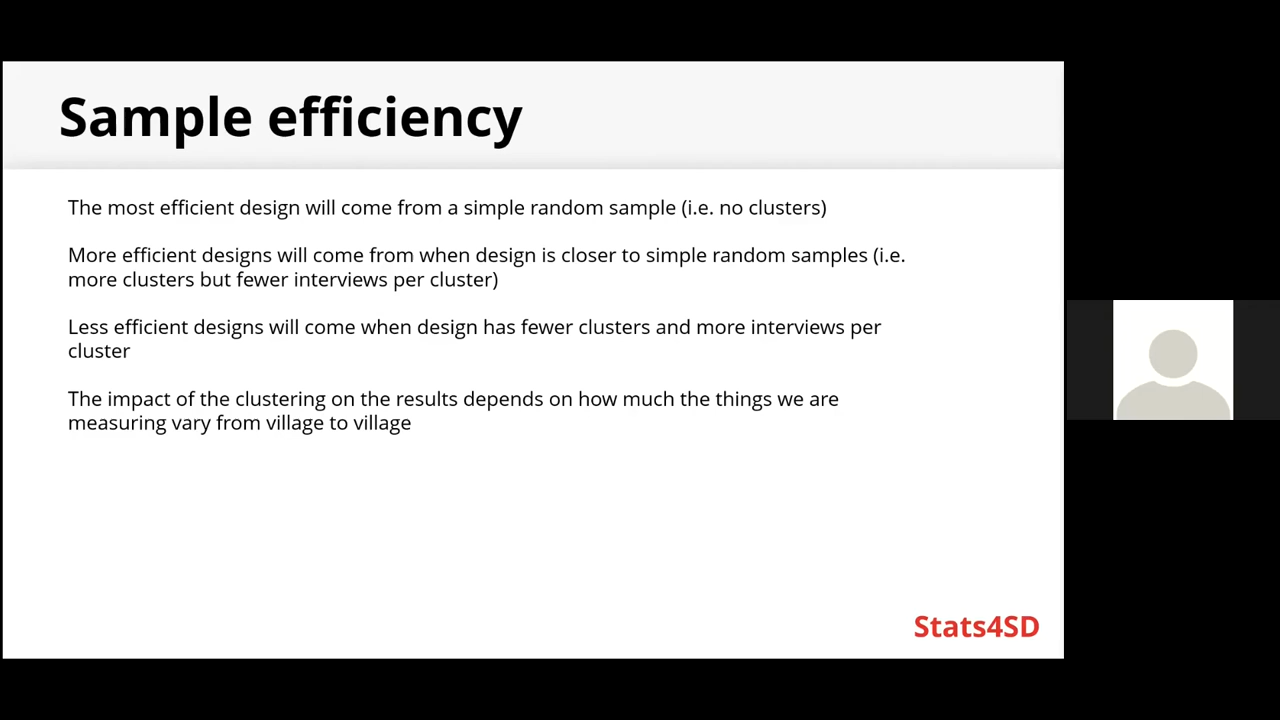 Sample efficiency
The most efficient design will come from a simple random sample (i.e. no clusters)
More efficient designs will come from when design is closer to simple random samples (i.e.
more clusters but fewer interviews per cluster)
Less efficient designs will come when design has fewer clusters and more interviews per
cluster
The impact of the clustering on the results depends on how much the things we are
measuring vary from village to village
Stats4SD